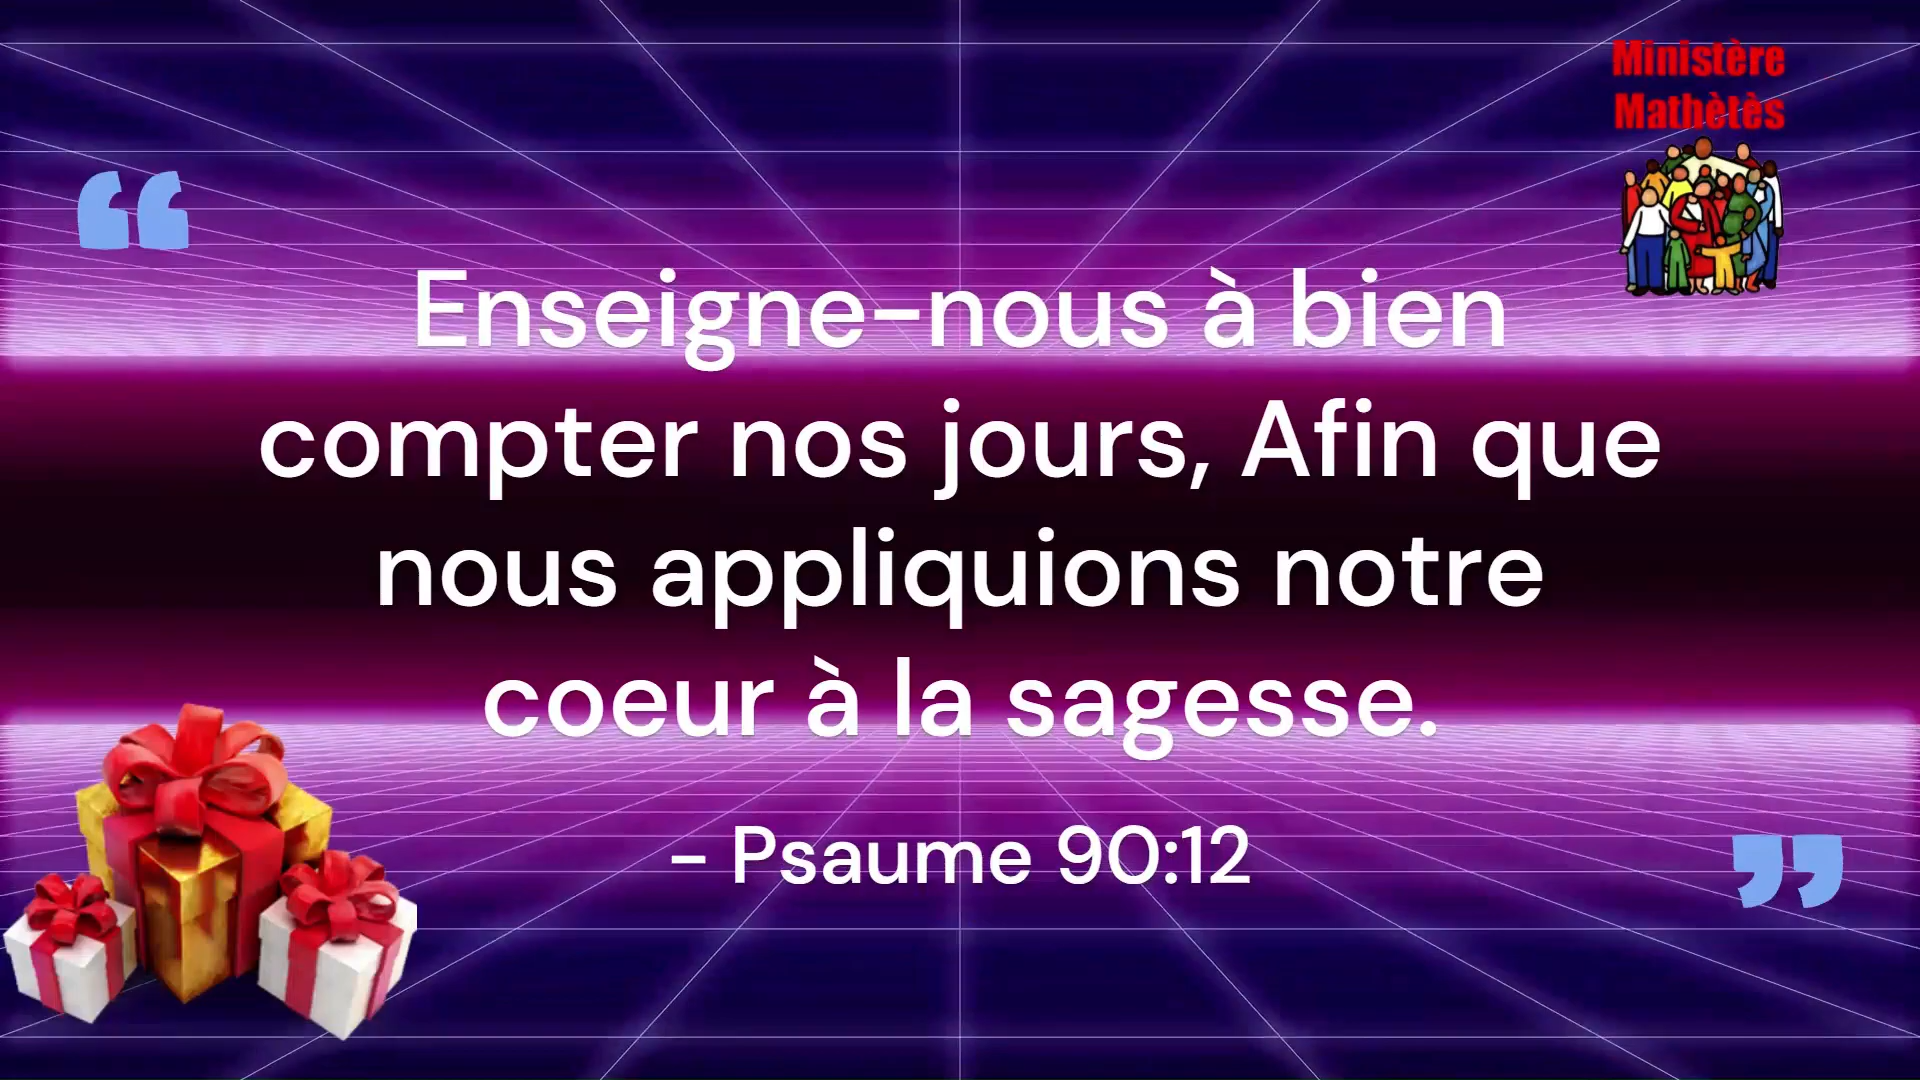 Ministère
Mathètès
“
Enseigne-nous à bien
compter nos jours, Afin que
nous appliquions notre
coeur à la sagesse.
- Psaume 90:12
”